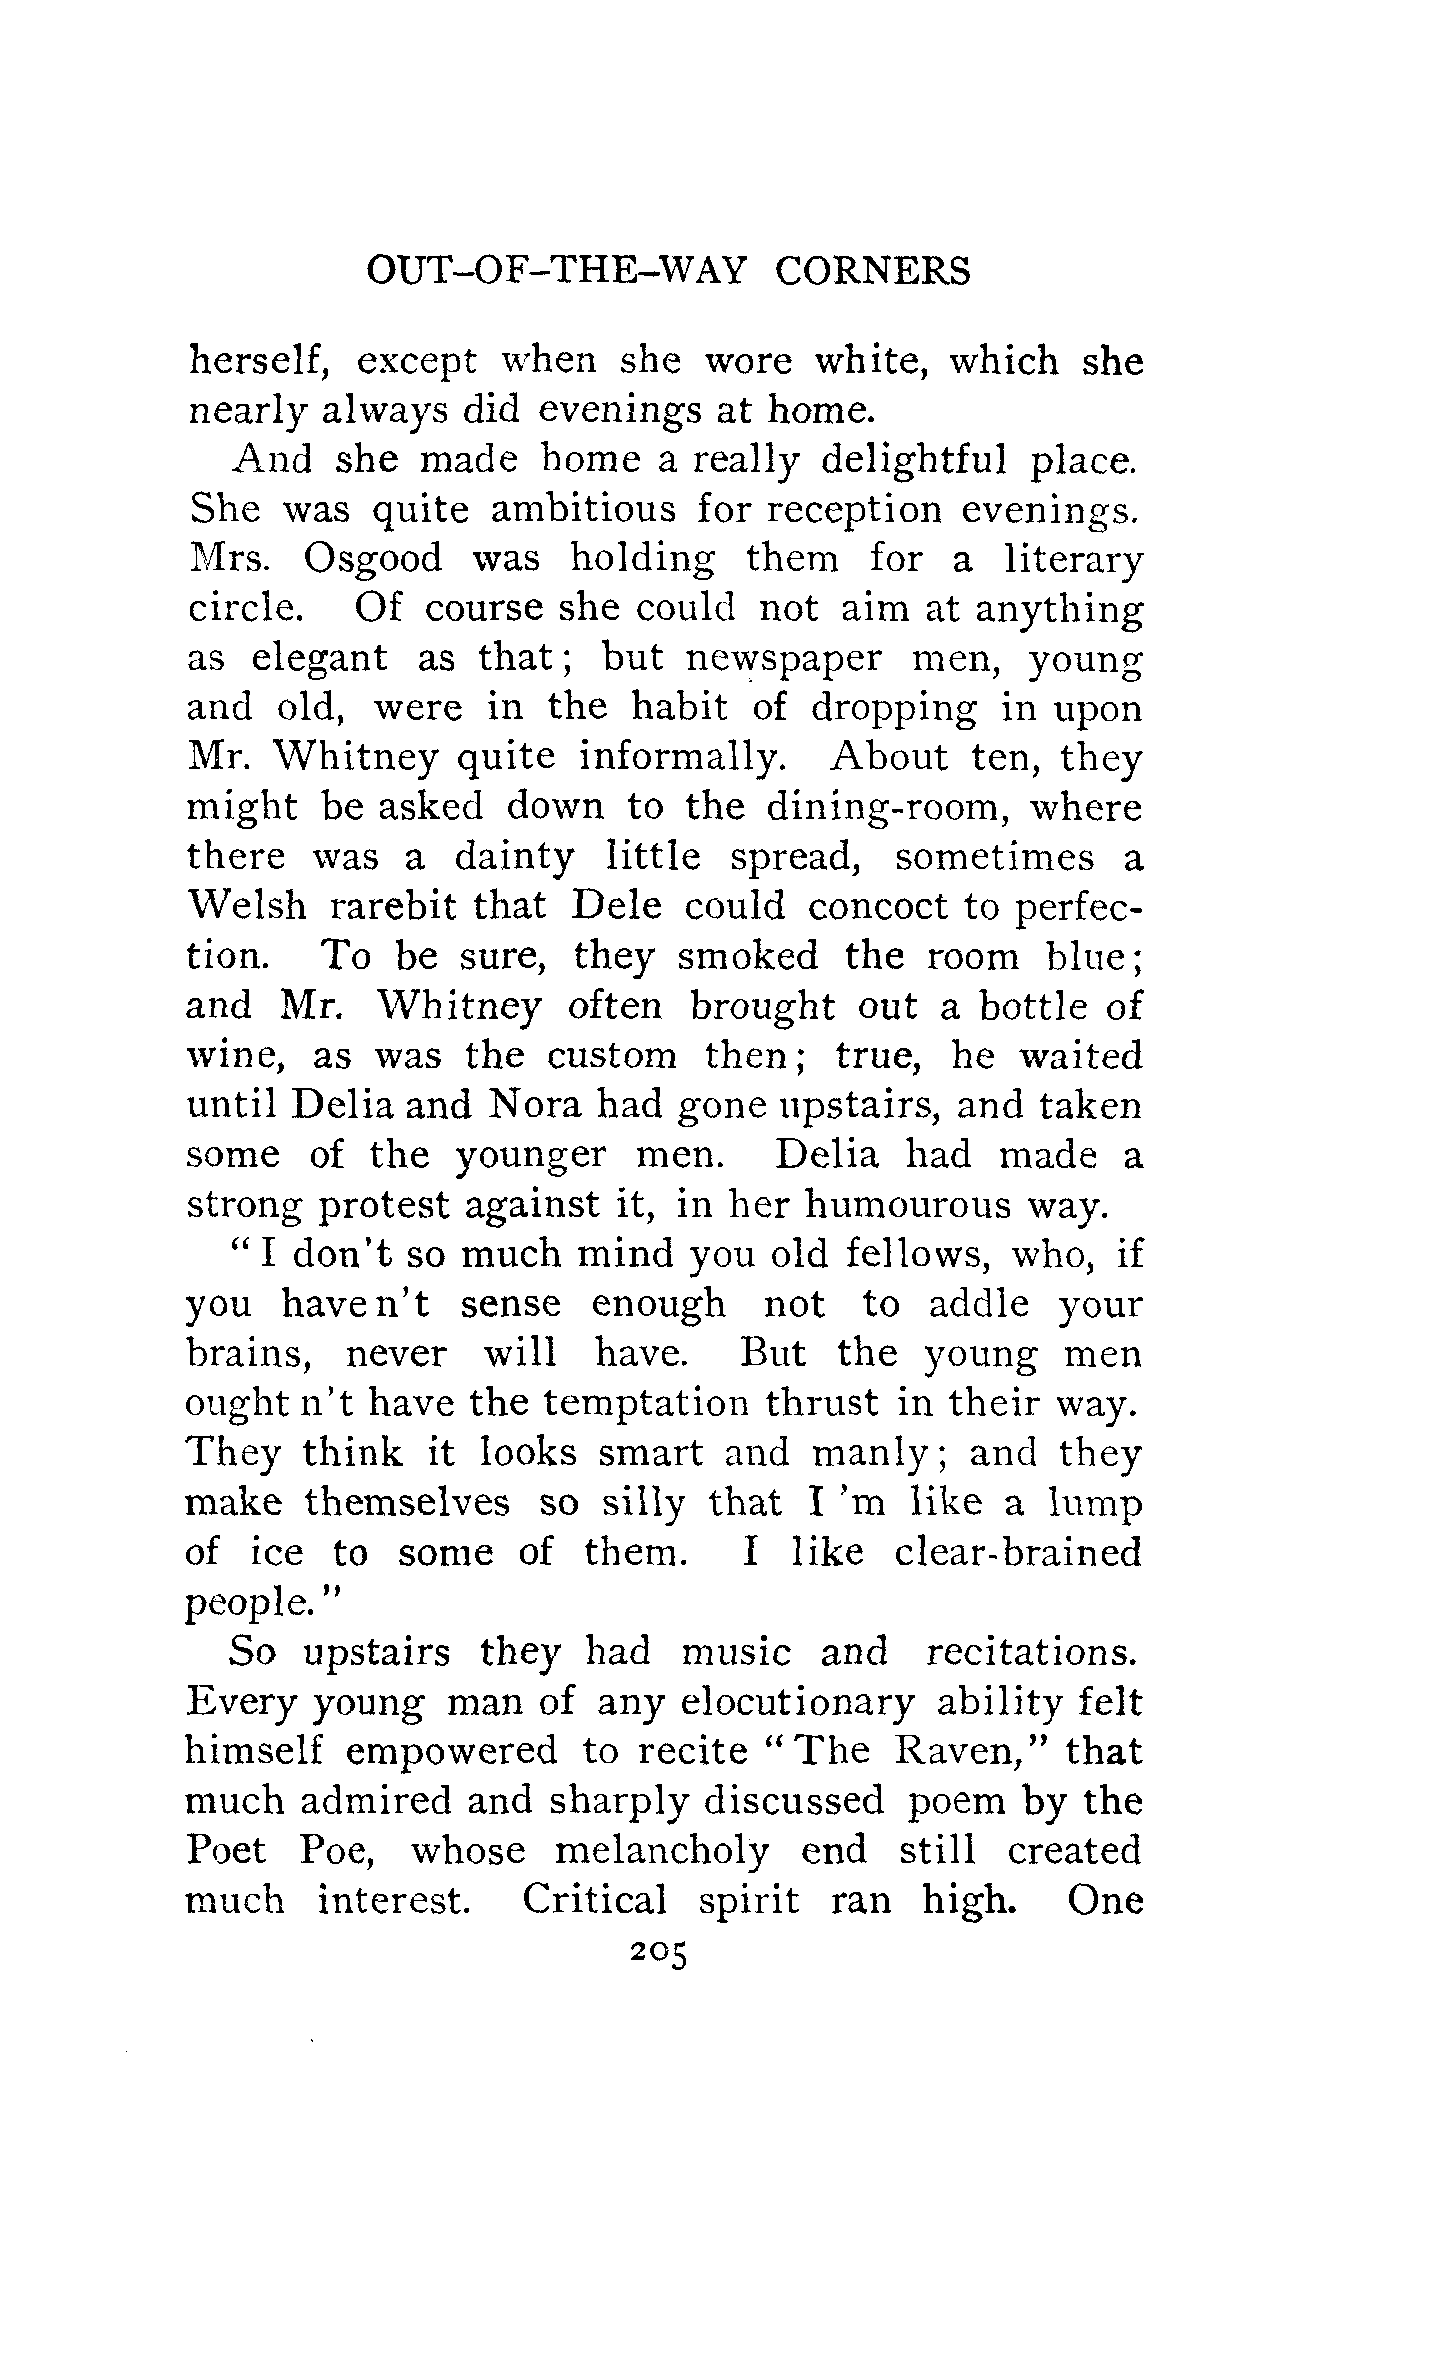 OUT–OF–THE–WAY CORNERS
herself, except when she wore white, which she
nearly always did evenings at home.
And she made home a really delightful place.
She was quite ambitious for reception evenings.
Mrs. Osgood was holding them for a literary
circle. Of course she could not aim at anything
as elegant as that; but newspaper men, young
and old, were in the habit of dropping in upon
Mr. Whitney quite informally. About ten, they
might be asked down to the dining-room, where
there was a dainty little spread, sometimes a
Welsh rarebit that Dele could concoct to perfec-
tion. To be sure, they smoked the room blue;
and Mr. Whitney often brought out a bottle of
wine, as was the custom then; true, he waited
until Delia and Nora had gone upstairs, and taken
some of the younger men. Delia had made a
strong protest against it, in her humourous way.
“I don't so much mind you old fellows, who, if
you have n't sense enough not to addle your
brains, never will have. But the young men
ought n't have the temptation thrust in their way.
They think it looks smart and manly; and they
make themselves so silly that I 'm like a lump
of ice to some of them. I like clear-brained
people.”
So upstairs they had music and recitations.
Every young man of any elocutionary ability felt
himself empowered to recite “The Raven,” that
much admired and sharply discussed poem by the
Poet Poe, whose melancholy end still created
much interest. Critical spirit ran high. One
205